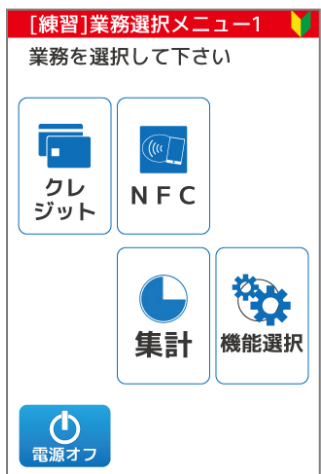 [練習]業務選択メニュー1
業務を選択して下さい
クレ
ジット
ＮＦＣ
集計
機能選択
電源オフ